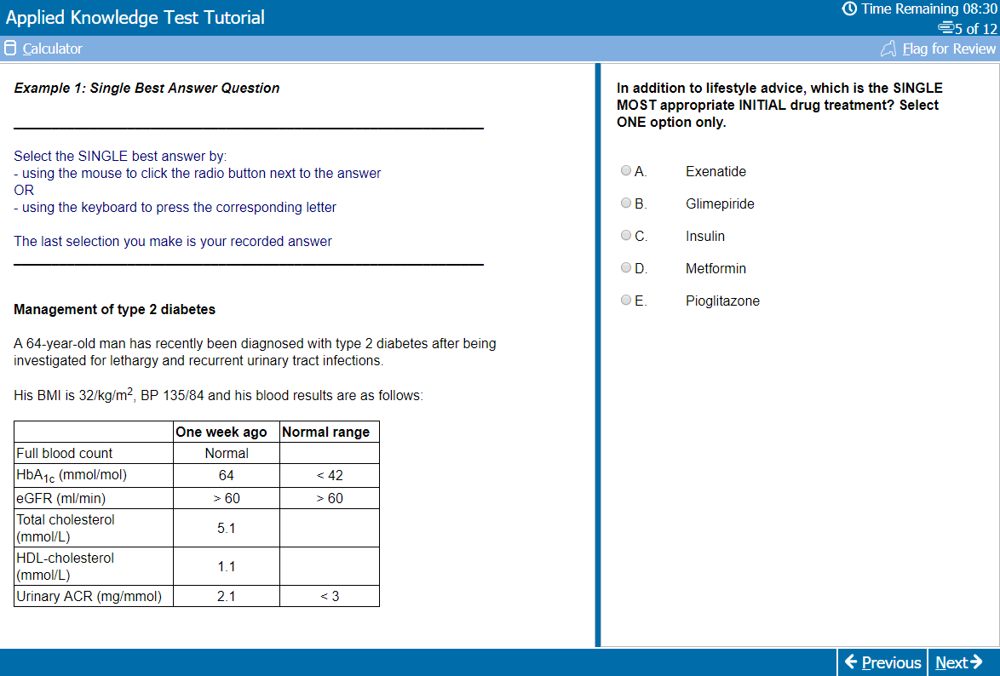 Applied Knowledge Test Tutorial
Time Remaining 08:30
5 of 12
Calculator
Flag for Review
Example 1: Single Best Answer Question
Select the SINGLE best answer by:
- using the mouse to click the radio button next to the answer
OR
- using the keyboard to press the corresponding letter
The last selection you make is your recorded answer
Management of type 2 diabetes
A 64-year-old man has recently been diagnosed with type 2 diabetes after being
investigated for lethargy and recurrent urinary tract infections.
His BMI is 32/kg/m², BP 135/84 and his blood results are as follows:
One week ago Normal range
Full blood count Normal
HbA1c (mmol/mol) 64 < 42
eGFR (ml/min) > 60 > 60
Total cholesterol
(mmol/L) 5.1
HDL-cholesterol
(mmol/L) 1.1
Urinary ACR (mg/mmol) 2.1 < 3
In addition to lifestyle advice, which is the SINGLE
MOST appropriate INITIAL drug treatment? Select
ONE option only.
A. Exenatide
B. Glimepiride
C. Insulin
D. Metformin
E. Pioglitazone
Previous
Next